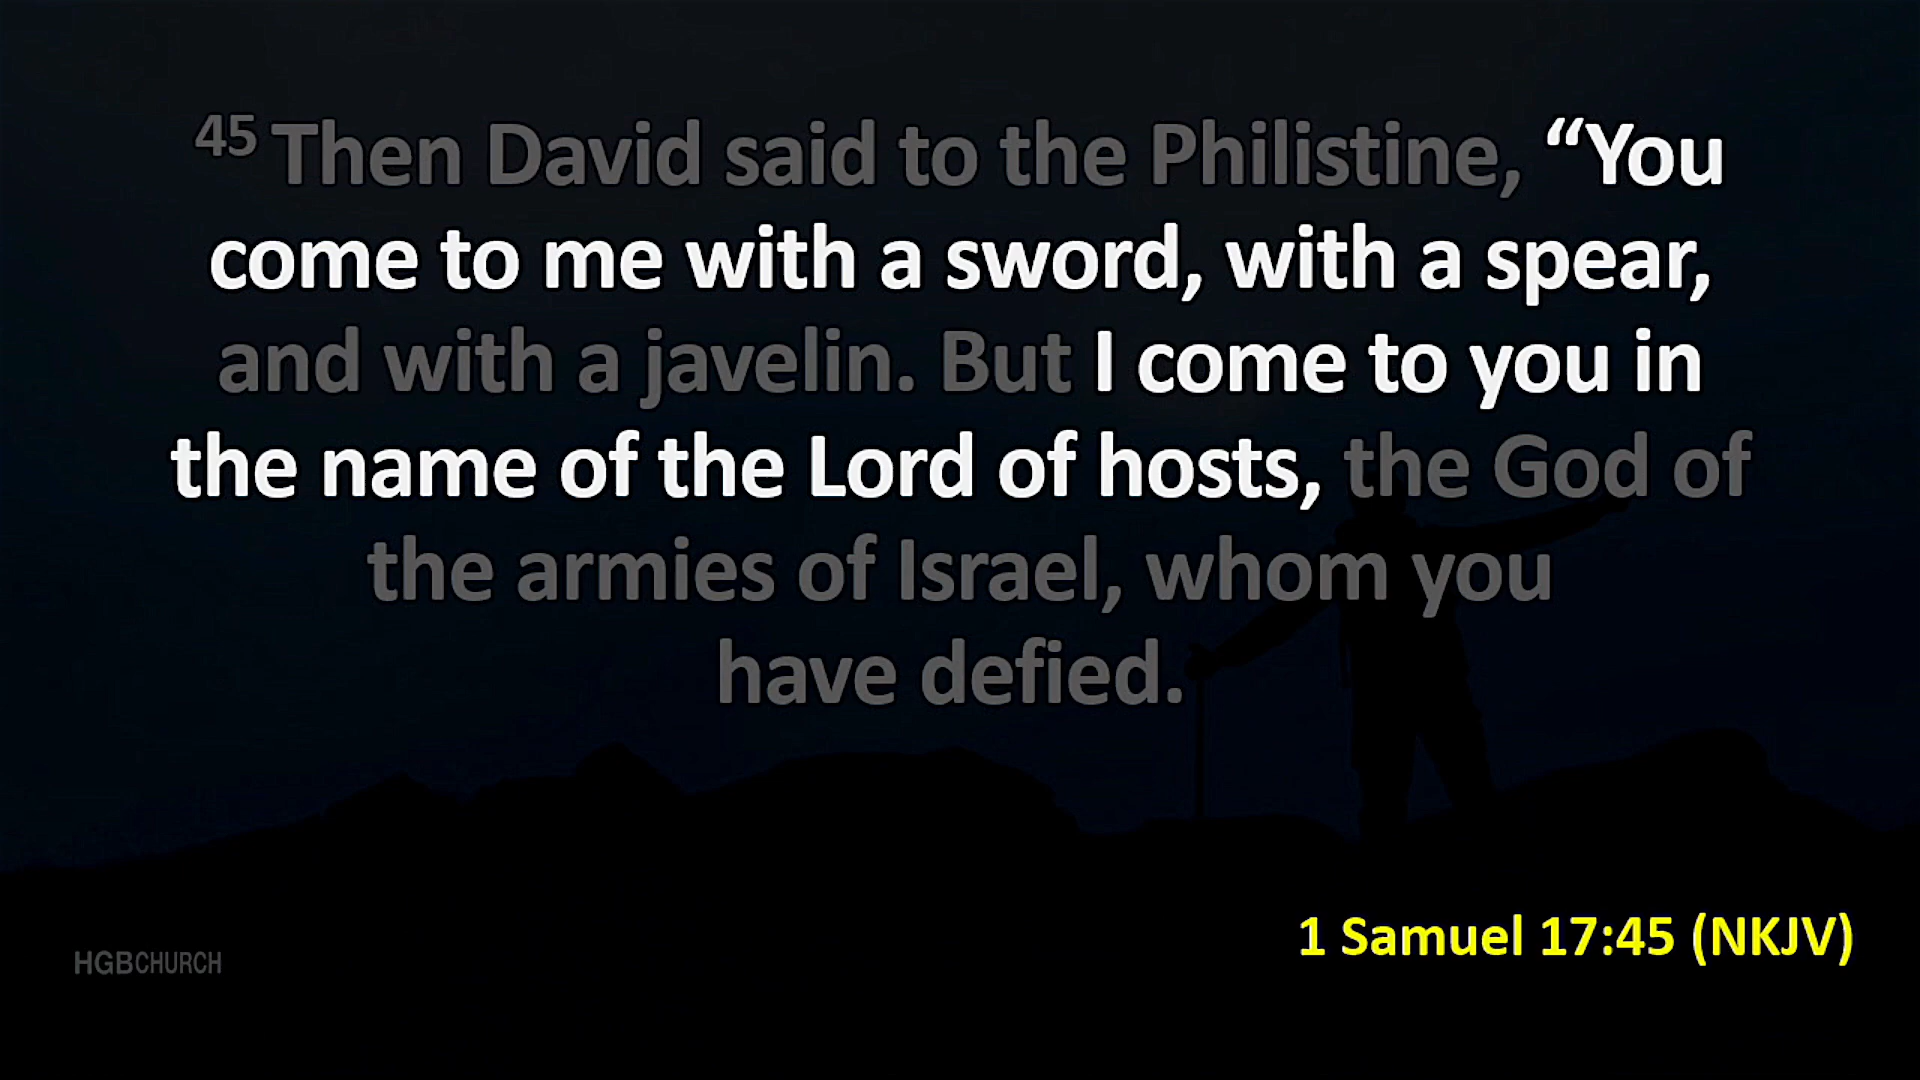 45 Then David said to the Philistine, “You
come to me with a sword, with a spear,
and with a javelin. But I come to you in
the name of the Lord of hosts, the God of
the armies of Israel, whom you
have defied.
1 Samuel 17:45 (NKJV)
HGBCHURCH